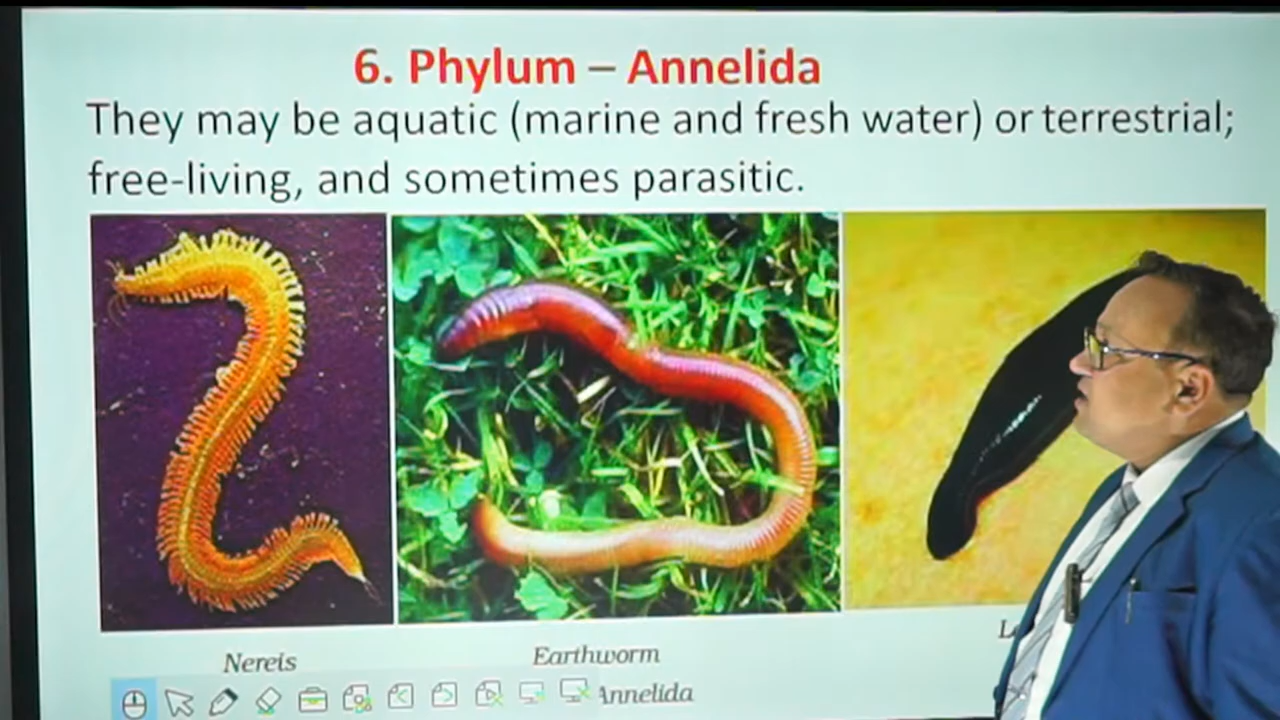 6. Phylum – Annelida
They may be aquatic (marine and fresh water) or terrestrial;
free-living, and sometimes parasitic.
Nereis
Earthworm
Annelida